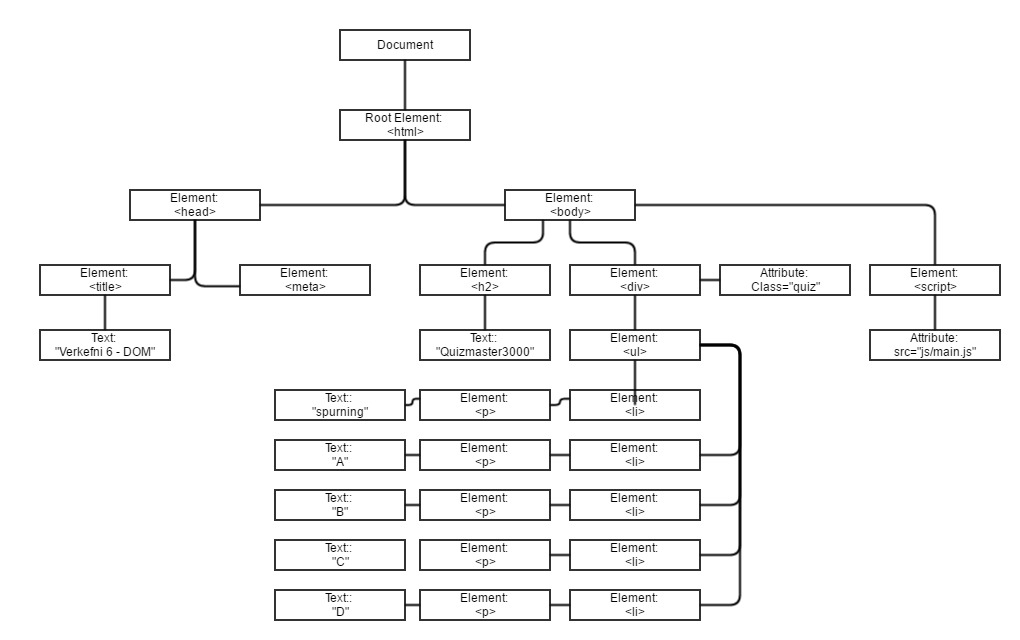 Document
Root Element:
<html>
Element:
<head>
Element:
<body>
Element:
<title>
Element:
<meta>
Element:
<h2>
Element:
<div>
Attribute:
Class="quiz"
Element:
<script>
Text:
"Verkefni 6 - DOM"
Text::
"Quizmaster3000"
Element:
<ul>
Attribute:
src="js/main.js"
Text::
"spurning"
Element:
<p>
Element:
<li>
Text::
"A"
Element:
<p>
Element:
<li>
Text::
"B"
Element:
<p>
Element:
<li>
Text::
"C"
Element:
<p>
Element:
<li>
Text::
"D"
Element:
<p>
Element:
<li>